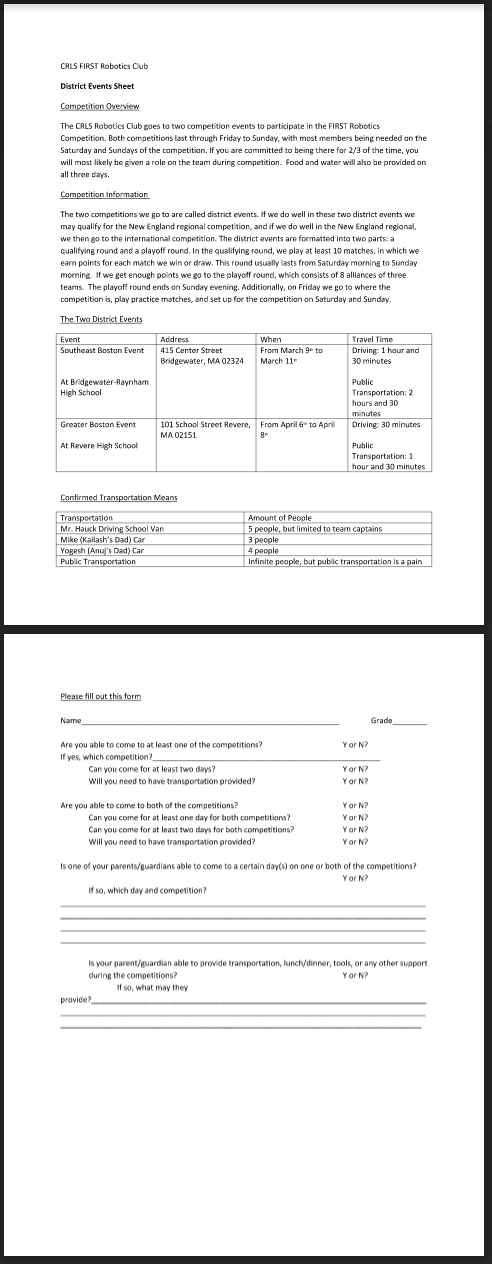 CRLS FIRST Robotics Club
District Events Sheet
Competition Overview
The CRLS Robotics Club goes to two competition events to participate in the FIRST Robotics
Competition. Both competitions last through Friday to Sunday, with most members being needed on the
Saturday and Sundays of the competition. If you are committed to being there for 2/3 of the time, you
will most likely be given a role on the team during competition.  Food and water will also be provided on
all three days.
Competition Information
The two competitions we go to are called district events. If we do well in these two district events we
may qualify for the New England regional competition, and if we do well in the New England regional,
we then go to the international competition. The district events are formatted into two parts: a
qualifying round and a playoff round. In the qualifying round, we play at least 10 matches, in which we
earn points for each match we win or draw. This round usually lasts from Saturday morning to Sunday
morning.  If we get enough points we go to the playoff round, which consists of 8 alliances of three
teams.  The playoff round ends on Sunday evening. Additionally, on Friday we go to where the
competition is, play practice matches, and set up for the competition on Saturday and Sunday.
The Two District Events
Event Address When Travel Time
Southeast Boston Event 415 Center Street From March 9th to Driving: 1 hour and
Bridgewater, MA 02324 March 11th 30 minutes
At Bridgewater-Raynham Public
High School Transportation: 2
hours and 30
minutes
Greater Boston Event 101 School Street Revere, From April 6th to April Driving: 30 minutes
MA 02151 8th
At Revere High School Public
Transportation: 1
hour and 30 minutes
Confirmed Transportation Means
Transportation Amount of People
Mr. Hauck Driving School Van 5 people, but limited to team captains
Mike (Kailash's Dad) Car 3 people
Yogesh (Anuj's Dad) Car 4 people
Public Transportation Infinite people, but public transportation is a pain
Please fill out this form
Name Grade
Are you able to come to at least one of the competitions? Y or N?
If yes, which competition?
Can you come for at least two days? Y or N?
Will you need to have transportation provided? Y or N?
Are you able to come to both of the competitions? Y or N?
Can you come for at least one day for both competitions? Y or N?
Can you come for at least two days for both competitions? Y or N?
Will you need to have transportation provided? Y or N?
Is one of your parents/guardians able to come to a certain day(s) on one or both of the competitions?
Y or N?
If so, which day and competition?
Is your parent/guardian able to provide transportation, lunch/dinner, tools, or any other support
during the competitions? Y or N?
If so, what may they
provide?